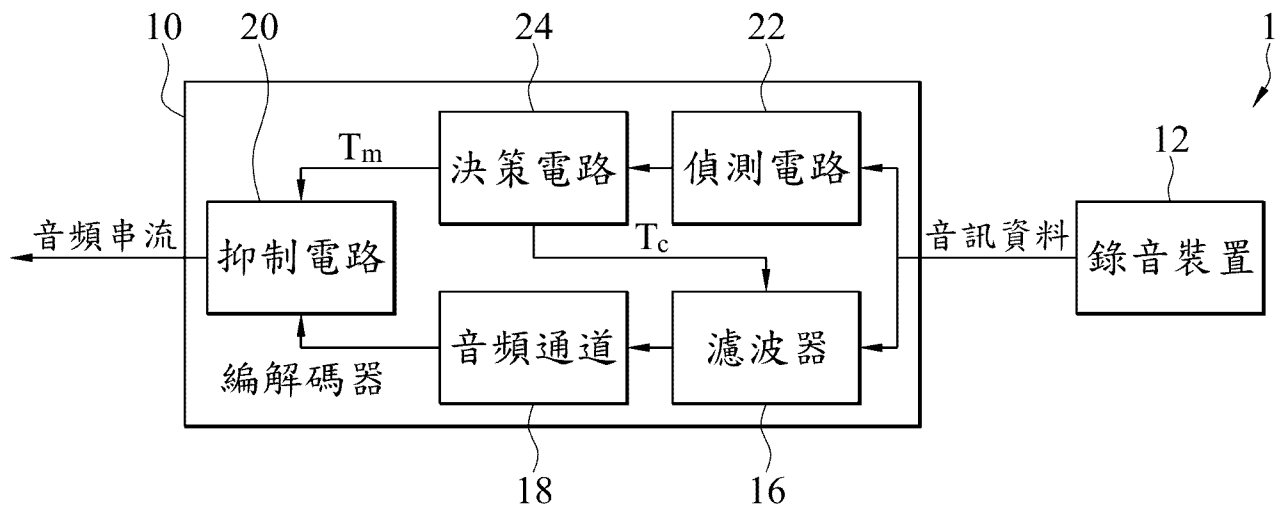 10
20
24
22
1
12
Tm
決策電路
偵測電路
音頻串流
抑制電路
Tc
音訊資料
錄音裝置
音頻通道
濾波器
編解碼器
18
16